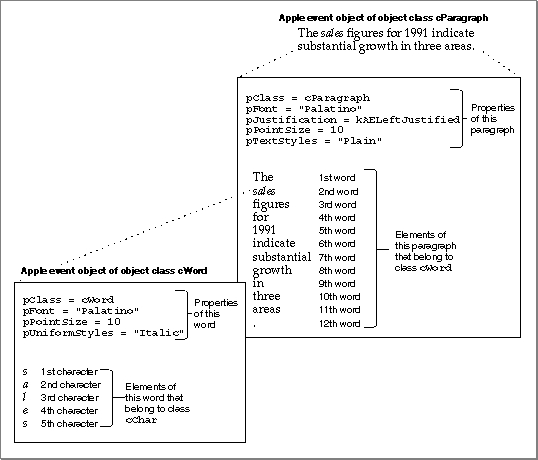 Apple event object of object class cParagraph
The sales figures for 1991 indicate
substantial growth in three areas.
pClass = cParagraph
pFont = "Palatino"
pJustification = kAELeftJustified
pPointSize = 10
pTextStyles = "Plain"
Properties
of this
paragraph
The 1st word
sales 2nd word
figures 3rd word
for 4th word
1991 5th word
indicate 6th word
substantial 7th word
growth 8th word
in 9th word
three 10th word
areas 11th word
. 12th word
Elements of
this paragraph
that belong to
class cWord
Apple event object of object class cWord
pClass = cWord
pFont = "Palatino"
pPointSize = 10
pUniformStyles = "Italic"
Properties
of this
word
s 1st character
a 2nd character
l 3rd character
e 4th character
s 5th character
Elements of
this word that
belong to class
cChar